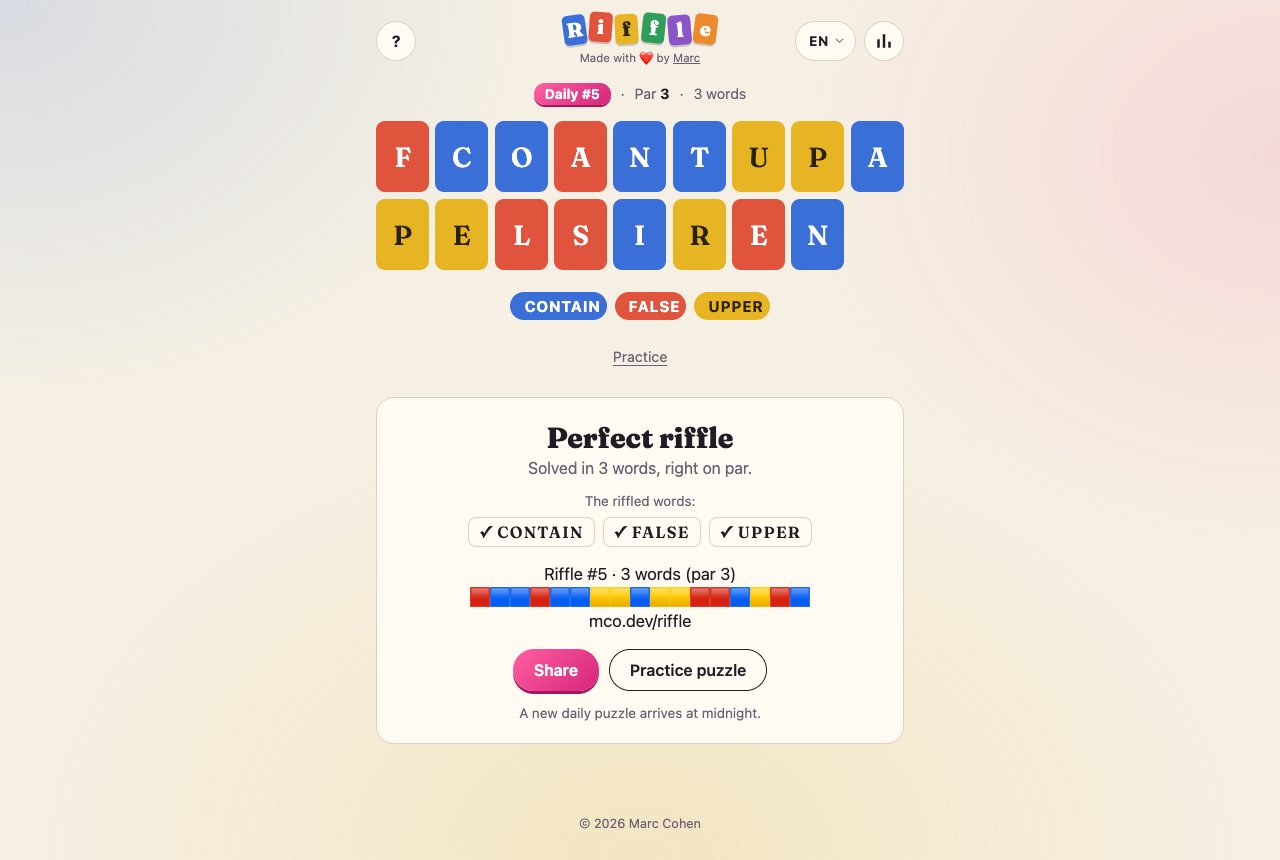 ?
Riffle
EN
Made with ❤️ by Marc
Daily #5 · Par 3 · 3 words
F C O A N T U P A
P E L S I R E N
CONTAIN FALSE UPPER
Practice
Perfect riffle
Solved in 3 words, right on par.
The riffled words:
✓ CONTAIN ✓ FALSE ✓ UPPER
Riffle #5 · 3 words (par 3)
🟥🟦🟦🟥🟦🟦🟨🟨🟦🟨🟨🟥🟥🟦🟨🟥🟦
mco.dev/riffle
Share Practice puzzle
A new daily puzzle arrives at midnight.
© 2026 Marc Cohen